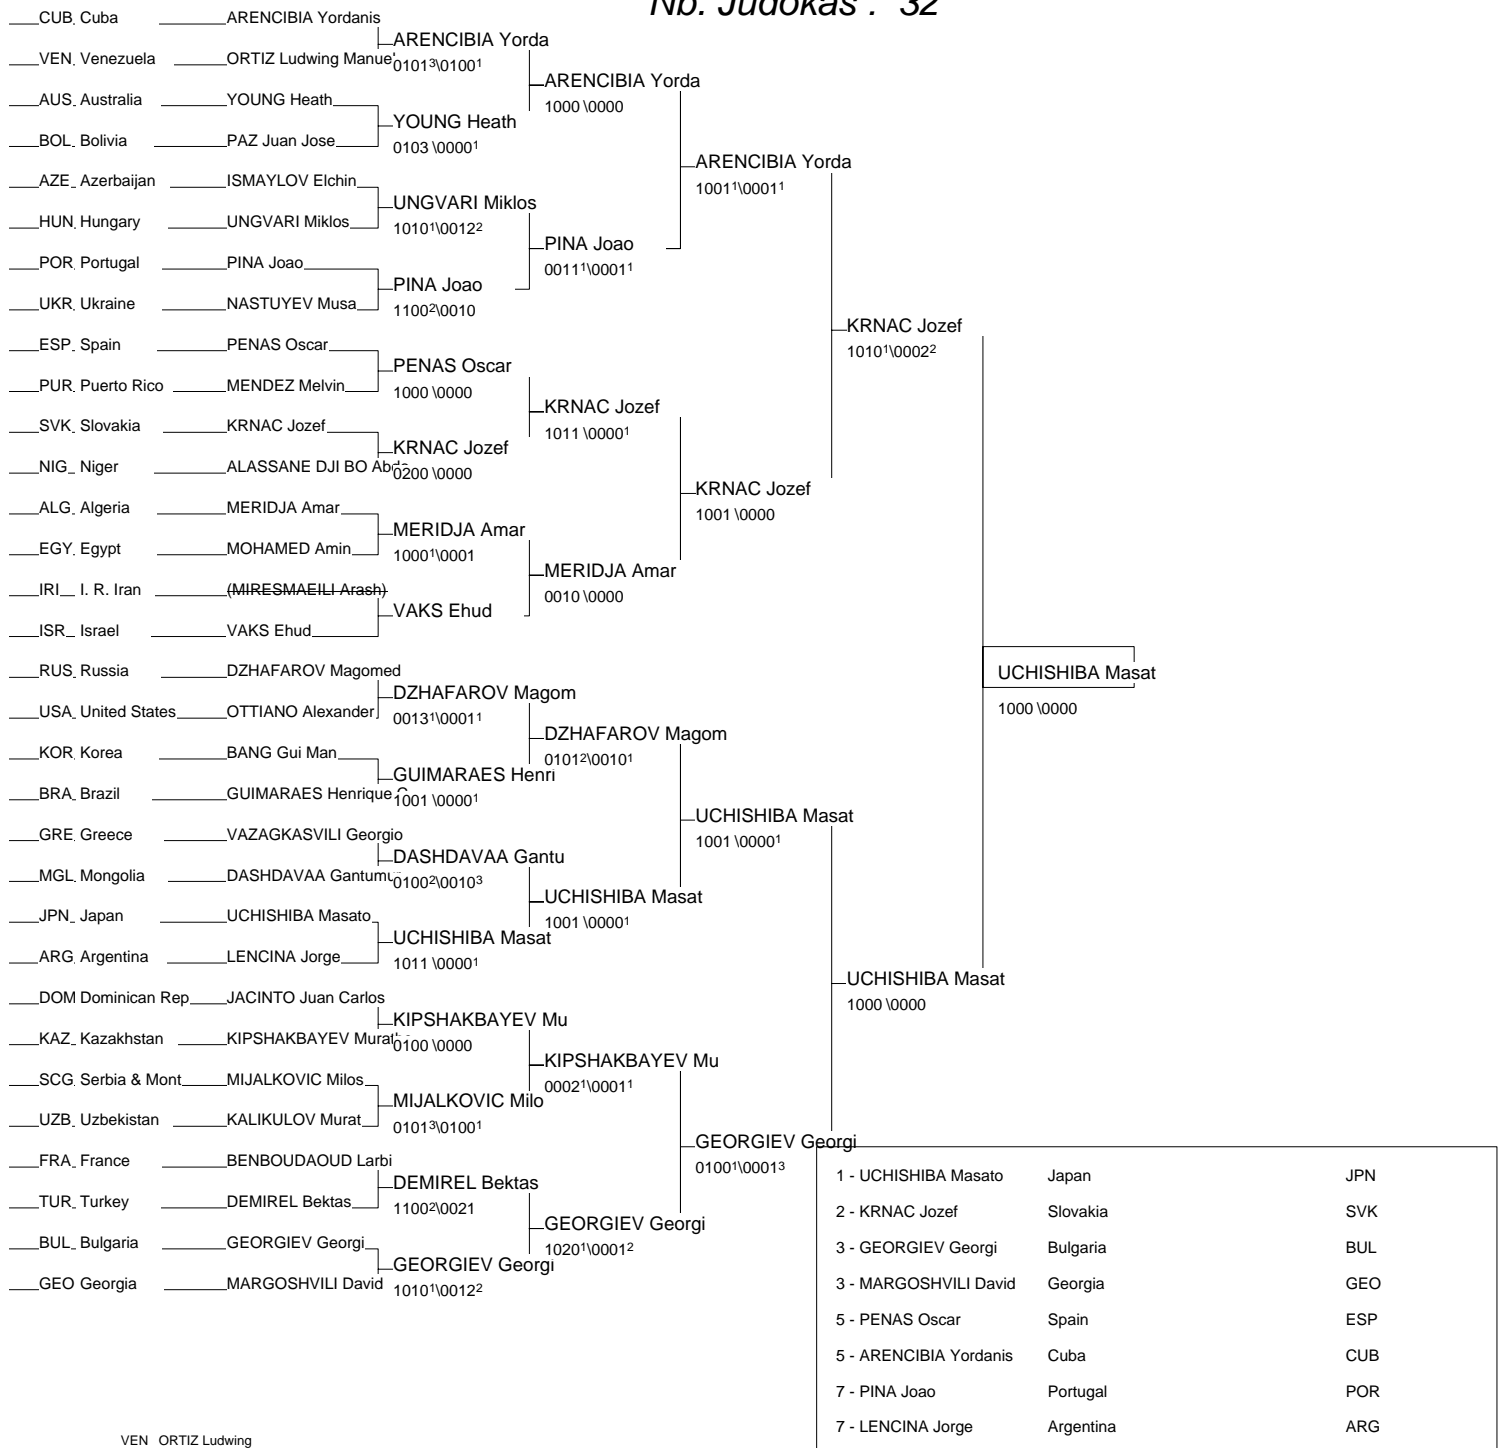 Nb. Judokas : 32
CUB Cuba ARENCIBIA Yordanis
ARENCIBIA Yorda
VEN Venezuela ORTIZ Ludwing Manuel
0101³\0100¹
ARENCIBIA Yorda
1000 \0000
AUS Australia YOUNG Heath
YOUNG Heath
BOL Bolivia PAZ Juan Jose
0103 \0000¹
ARENCIBIA Yorda
1001¹\0001¹
AZE Azerbaijan ISMAYLOV Elchin
UNGVARI Miklos
HUN Hungary UNGVARI Miklos
1010¹\0012²
PINA Joao
0011¹\0001¹
POR Portugal PINA Joao
PINA Joao
UKR Ukraine NASTUYEV Musa
1100²\0010
KRNAC Jozef
1010¹\0002²
ESP Spain PENAS Oscar
PENAS Oscar
PUR Puerto Rico MENDEZ Melvin
1000 \0000
KRNAC Jozef
1011 \0000¹
SVK Slovakia KRNAC Jozef
KRNAC Jozef
NIG Niger ALASSANE DJI BO
0200 \0000
KRNAC Jozef
1001 \0000
ALG Algeria MERIDJA Amar
MERIDJA Amar
EGY Egypt MOHAMED Amin
1000¹\0001
MERIDJA Amar
0010 \0000
IRI I. R. Iran (MIRESMAEILI Arash)
VAKS Ehud
ISR Israel VAKS Ehud
UCHISHIBA Masat
1000 \0000
RUS Russia DZHAFAROV Magomed
DZHAFAROV Magom
USA United States OTTIANO Alexander
0013¹\0001¹
DZHAFAROV Magom
0101²\0010¹
KOR Korea BANG Gui Man
GUIMARAES Henri
BRA Brazil GUIMARAES Henrique
1001 \0000¹
UCHISHIBA Masat
1001 \0000¹
GRE Greece VAZAGKASVILI Georgio
DASHDAVAA Gantu
MGL Mongolia DASHDAVAA Gantumu
0100²\0010³
UCHISHIBA Masat
1001 \0000¹
JPN Japan UCHISHIBA Masato
UCHISHIBA Masat
ARG Argentina LENCINA Jorge
1011 \0000¹
UCHISHIBA Masat
1000 \0000
DOM Dominican Rep JACINTO Juan Carlos
KIPSHAKBAYEV Mu
KAZ Kazakhstan KIPSHAKBAYEV Murat
0100 \0000
KIPSHAKBAYEV Mu
0002¹\0001¹
SCG Serbia & Mont MIJALKOVIC Milos
MIJALKOVIC Milo
UZB Uzbekistan KALIKULOV Murat
0101³\0100¹
GEORGIEV Georgi
0100¹\0001³
FRA France BENBOUDAOUD Larbi
DEMIREL Bektas
TUR Turkey DEMIREL Bektas
1100²\0021
GEORGIEV Georgi
1020¹\0001²
BUL Bulgaria GEORGIEV Georgi
GEORGIEV Georgi
GEO Georgia MARGOSHVILI David
1010¹\0012²
1 - UCHISHIBA Masato Japan JPN
2 - KRNAC Jozef Slovakia SVK
3 - GEORGIEV Georgi Bulgaria BUL
3 - MARGOSHVILI David Georgia GEO
5 - PENAS Oscar Spain ESP
5 - ARENCIBIA Yordanis Cuba CUB
7 - PINA Joao Portugal POR
7 - LENCINA Jorge Argentina ARG
VEN ORTIZ Ludwing